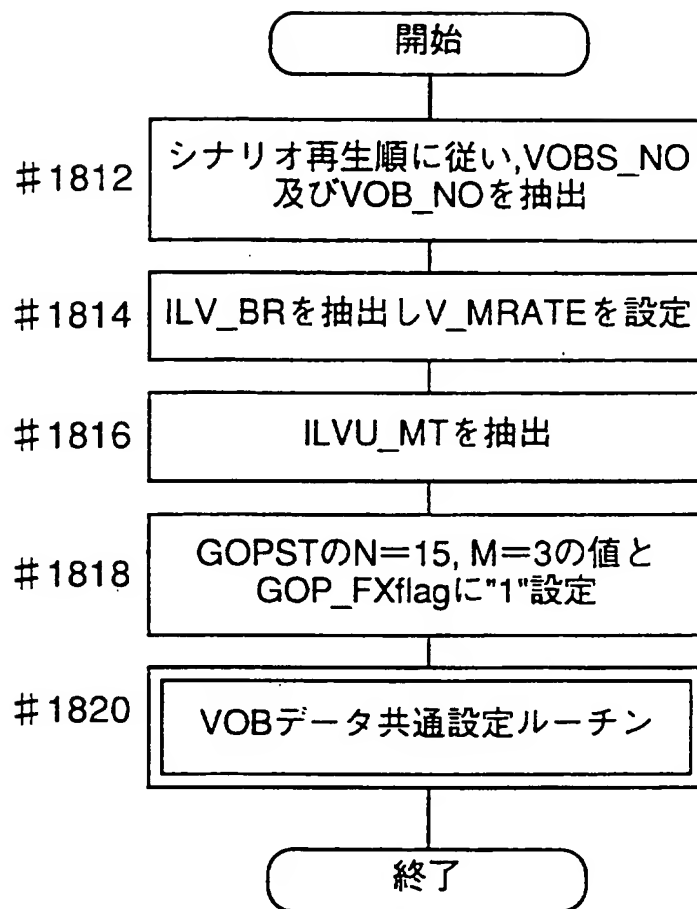 開始
#1812
シナリオ再生順に従い,VOBS_NO
及びVOB_NOを抽出
#1814
ILV_BRを抽出しV_MRATEを設定
#1816
ILVU_MTを抽出
#1818
GOPSTのN=15, M=3の値と
GOP_FXflagに"1"設定
#1820
VOBデータ共通設定ルーチン
終了